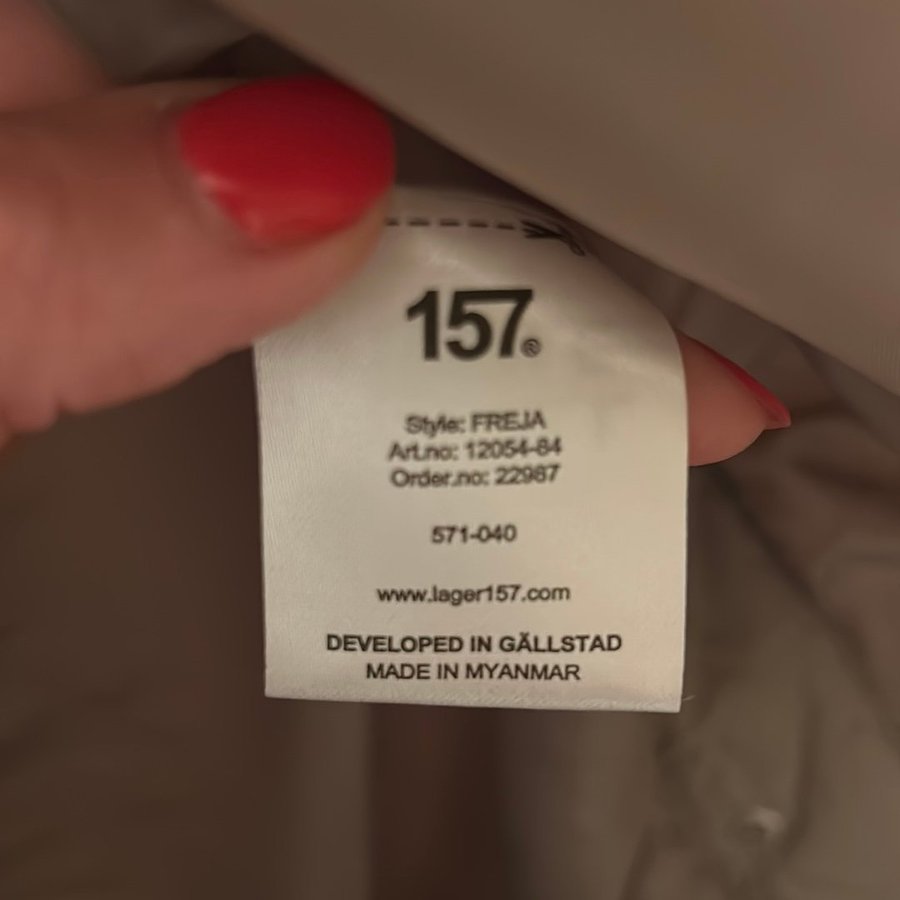 157®
Style: FREJA
Art.no: 12054-84
Order.no: 22987
571-040
www.lager157.com
DEVELOPED IN GÄLLSTAD
MADE IN MYANMAR